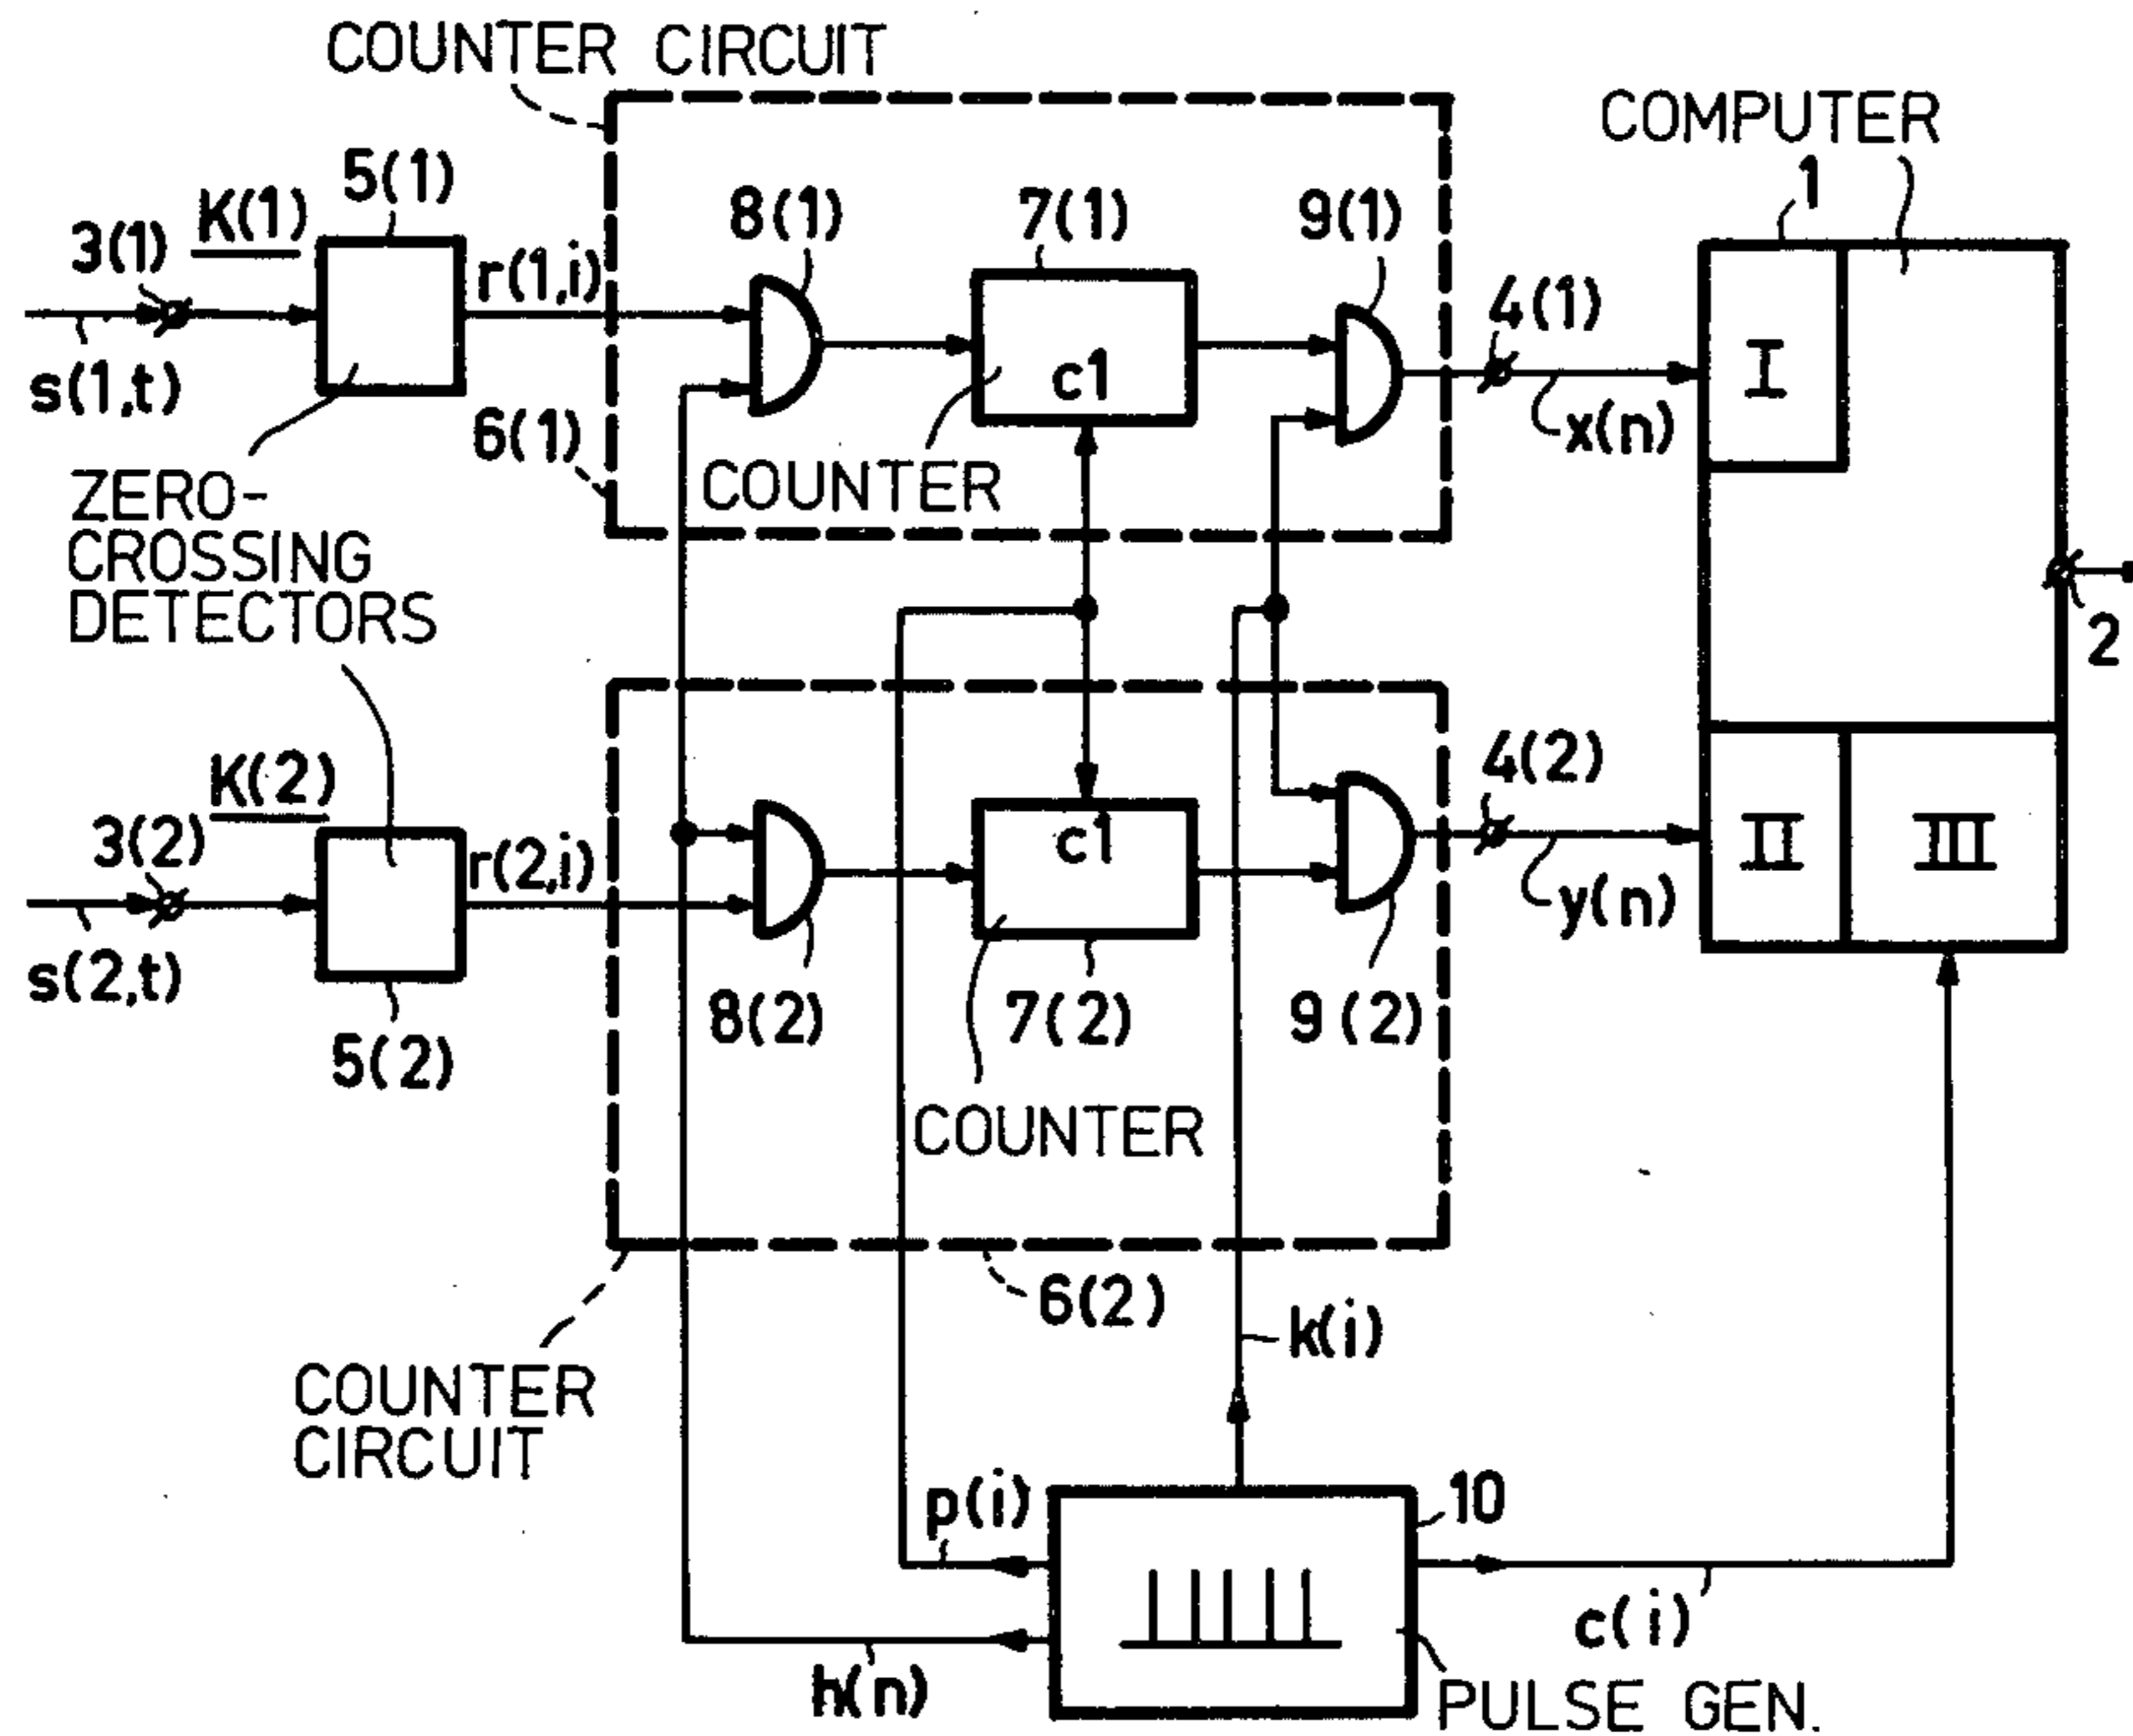 COUNTER CIRCUIT
COMPUTER
1
5(1)
K(1)
3(1)
r(1,i)
8(1)
7(1)
9(1)
4(1)
I
s(1,t)
c1
x(n)
6(1)
COUNTER
ZERO-
CROSSING
DETECTORS
2
K(2)
3(2)
r(2,i)
c1
4(2)
II
III
y(n)
s(2,t)
5(2)
8(2)
7(2)
9(2)
COUNTER
6(2)
k(i)
COUNTER
CIRCUIT
p(i)
10
c(i)
h(n)
PULSE GEN.